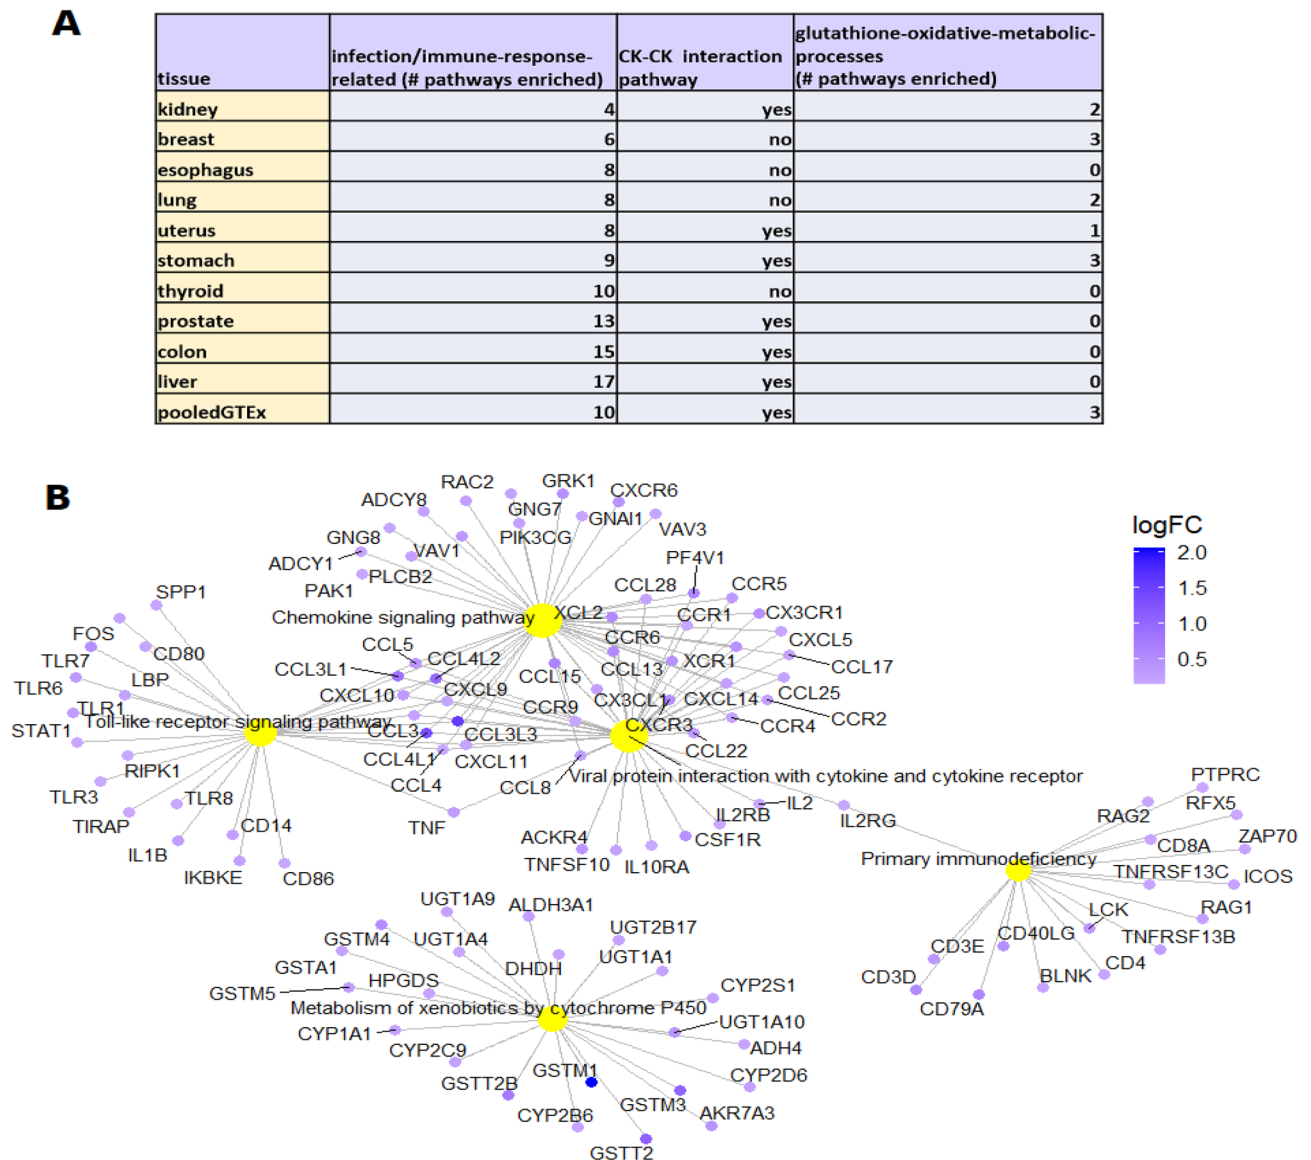 A
tissue
infection/immune-response-
related (# pathways enriched)
CK-CK interaction
pathway
glutathione-oxidative-metabolic-
processes
(# pathways enriched)
kidney 4 yes 2
breast 6 no 3
esophagus 8 no 0
lung 8 no 2
uterus 8 yes 1
stomach 9 yes 3
thyroid 10 no 0
prostate 13 yes 0
colon 15 yes 0
liver 17 yes 0
pooledGTEx 10 yes 3
B
RAC2
GRK1
ADCY8
CXCR6
GNG7
GNAI1
VAV3
GNG8
PIK3CG
VAV1
ADCY1
PF4V1
PLCB2
PAK1
CCL28
CCR5
SPP1
Chemokine signaling pathway
XCL2
CCR1
CX3CR1
FOS
CCL5
CCR6
CXCL5
CD80
TLR7
CCL4L2
CCL3L1
CCL15
CCL13
XCR1
CCL17
LBP
TLR6
CXCL10
CXCL9
CX3CL1
CXCL14
CCL25
TLR1
CCR9
Toll-like receptor signaling pathway
CXCR3
CCR2
STAT1
CCL3
CCL3L3
CCR4
CCL4L1
CXCL11
CCL22
RIPK1
CCL4
CCL8
Viral protein interaction with cytokine and cytokine receptor
TLR3
TLR8
IL2
TIRAP
TNF
IL2RB
IL2RG
CD14
ACKR4
CSF1R
IL1B
TNFSF10
IL10RA
IKBKE
CD86
PTPRC
RAG2
RFX5
ZAP70
CD8A
Primary immunodeficiency
TNFRSF13C
ICOS
LCK
RAG1
CD40LG
TNFRSF13B
CD3E
CD4
CD3D
BLNK
CD79A
UGT1A9
ALDH3A1
UGT2B17
GSTM4
UGT1A4
UGT1A1
DHDH
GSTA1
HPGDS
GSTM5
CYP2S1
Metabolism of xenobiotics by cytochrome P450
UGT1A10
CYP1A1
ADH4
CYP2C9
GSTM1
CYP2D6
GSTT2B
GSTM3
CYP2B6
AKR7A3
GSTT2
logFC
2.0
1.5
1.0
0.5